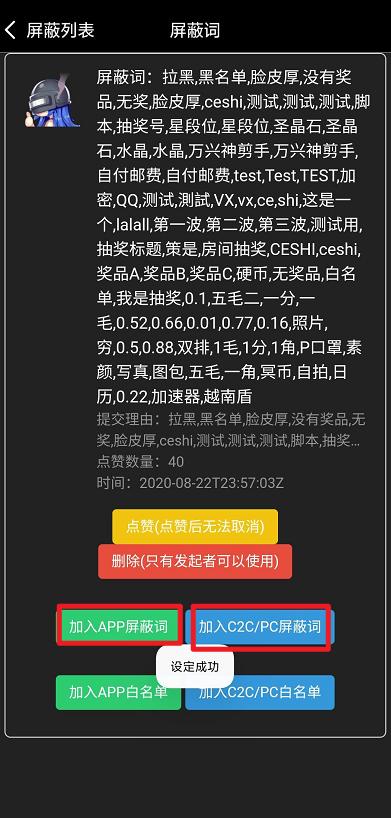 屏蔽列表
屏蔽词
屏蔽词：拉黑,黑名单,脸皮厚,没有奖
品,无奖,脸皮厚,ceshi,测试,测试,测试,脚
本,抽奖号,星段位,星段位,圣晶石,圣晶
石,水晶,水晶,万兴神剪手,万兴神剪手,
自付邮费,自付邮费,test,Test,TEST,加
密,QQ,测试,測試,VX,vx,ce,shi,这是一
个,lalall,第一波,第二波,第三波,测试用,
抽奖标题,策是,房间抽奖,CESHI,ceshi,
奖品A,奖品B,奖品C,硬币,无奖品,白名
单,我是抽奖,0.1,五毛二,一分,一
毛,0.52,0.66,0.01,0.77,0.16,照片,
穷,0.5,0.88,双排,1毛,1分,1角,P口罩,素
颜,写真,图包,五毛,一角,冥币,自拍,日
历,0.22,加速器,越南盾
提交理由：拉黑,黑名单,脸皮厚,没有奖品,无
奖,脸皮厚,ceshi,测试,测试,测试,脚本,抽奖...
点赞数量：40
时间：2020-08-22T23:57:03Z
点赞(点赞后无法取消)
删除(只有发起者可以使用)
加入APP屏蔽词
加入C2C/PC屏蔽词
设定成功
加入APP白名单
加入C2C/PC白名单